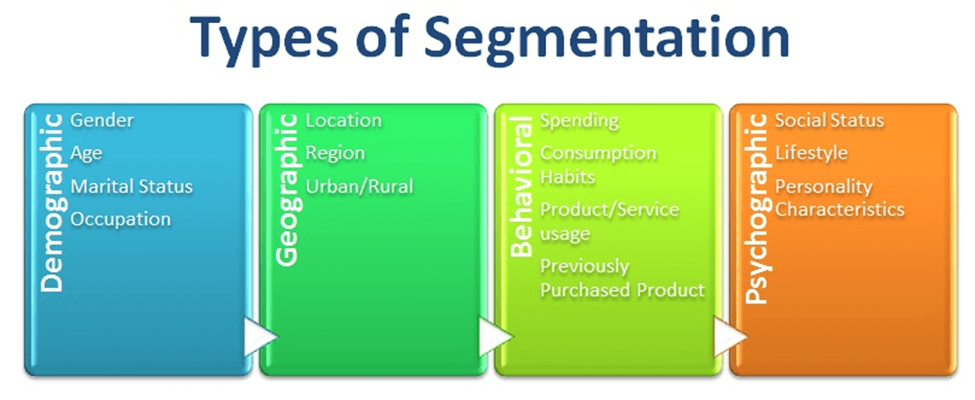 Types of Segmentation
Demographic
Gender
Age
Marital Status
Occupation
Geographic
Location
Region
Urban/Rural
Behavioral
Spending
Consumption
Habits
Product/Service
usage
Previously
Purchased Product
Psychographic
Social Status
Lifestyle
Personality
Characteristics